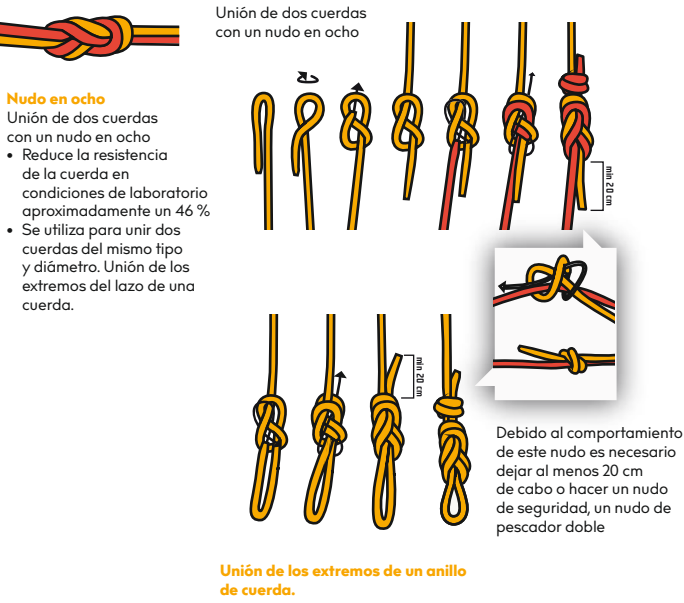 Unión de dos cuerdas
con un nudo en ocho
Nudo en ocho
Unión de dos cuerdas
con un nudo en ocho
• Reduce la resistencia
de la cuerda en
condiciones de laboratorio
aproximadamente un 46 %
• Se utiliza para unir dos
cuerdas del mismo tipo
y diámetro. Unión de los
extremos del lazo de una
cuerda.
min 20 cm
min 20 cm
Debido al comportamiento
de este nudo es necesario
dejar al menos 20 cm
de cabo o hacer un nudo
de seguridad, un nudo de
pescador doble
Unión de los extremos de un anillo
de cuerda.